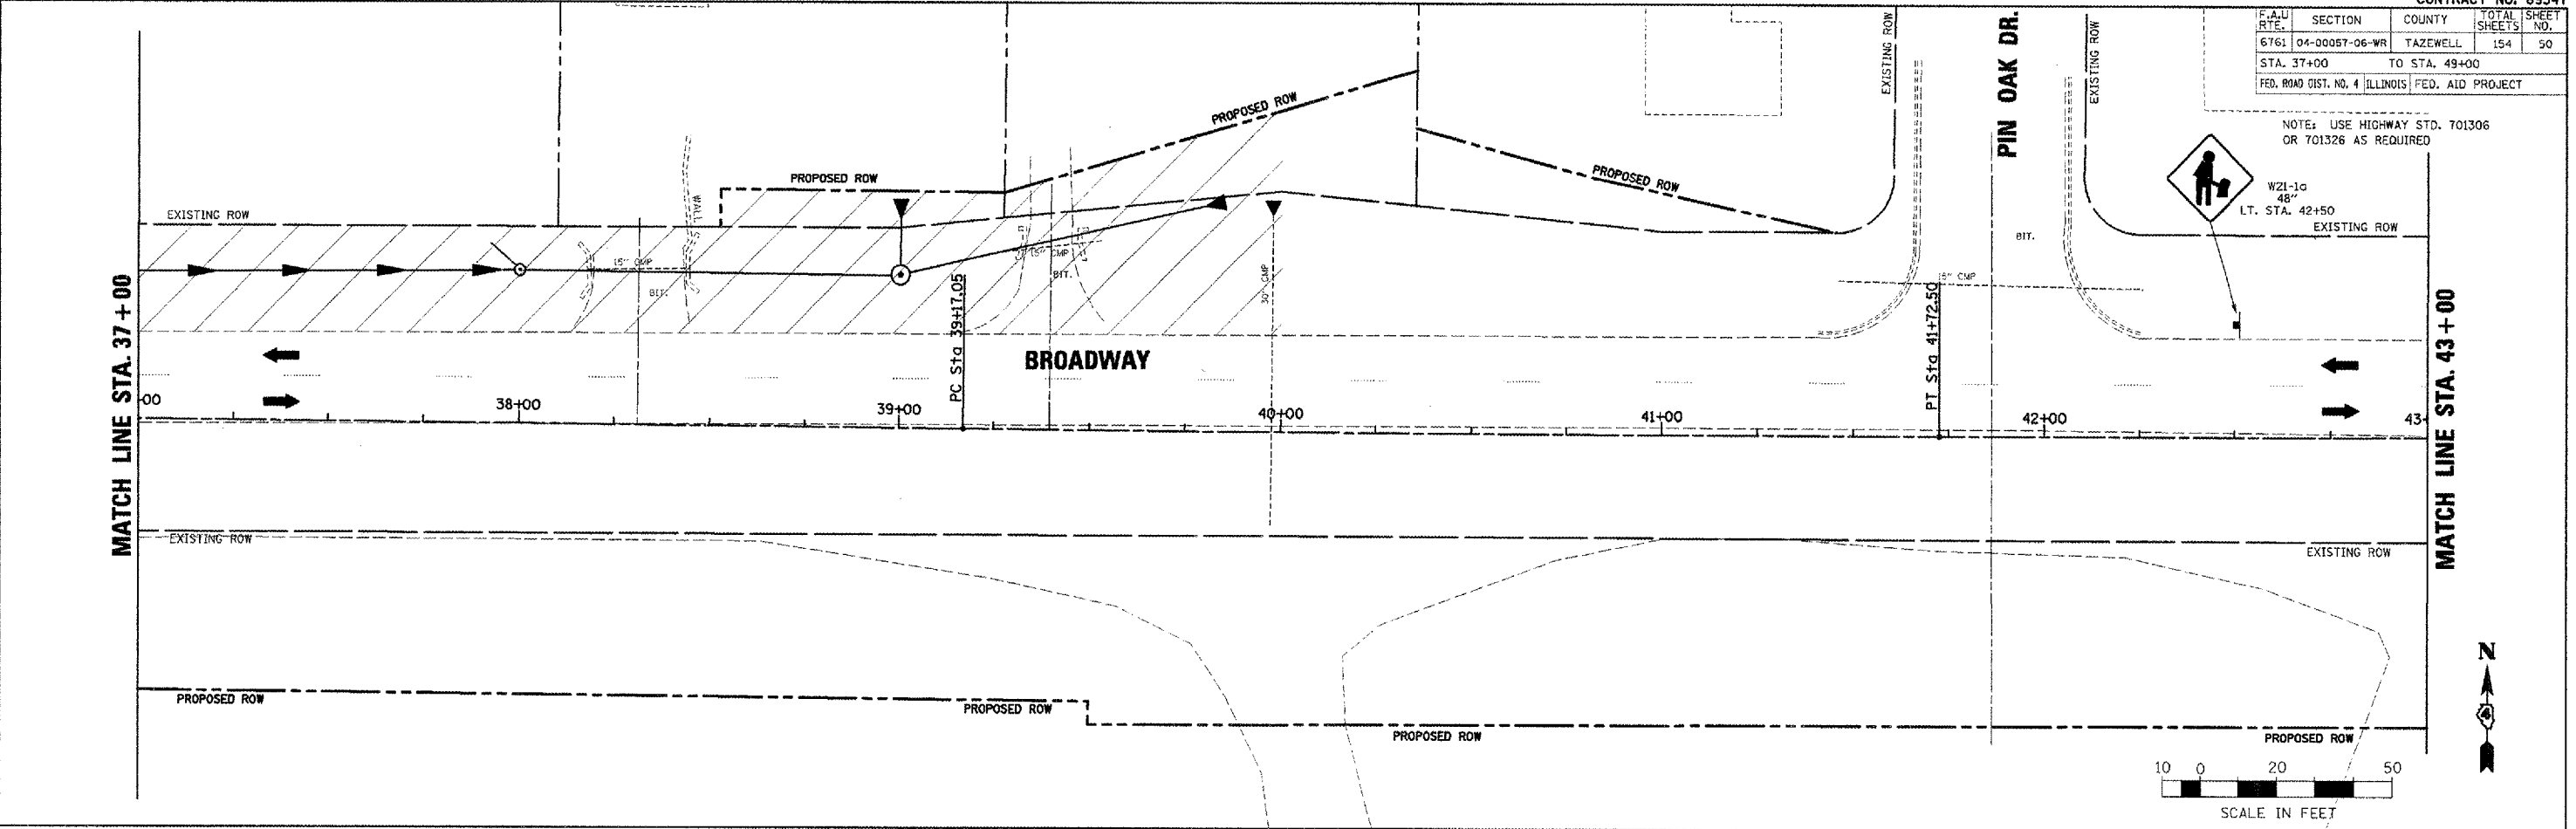 F.A.U RTE. SECTION COUNTY TOTAL SHEETS SHEET NO.
6761 04-00057-06-WR TAZEWELL 154 50
STA. 37+00 TO STA. 49+00
FED. ROAD DIST. NO. 4 ILLINOIS FED. AID PROJECT
NOTE: USE HIGHWAY STD. 701306
OR 701326 AS REQUIRED
W21-1a
48"
LT. STA. 42+50
EXISTING ROW
EXISTING ROW
PIN OAK DR.
EXISTING ROW
PROPOSED ROW
PROPOSED ROW
PROPOSED ROW
EXISTING ROW
WALL
15" CMP
BIT.
15" CMP
BIT.
30" CMP
BIT.
15" CMP
MATCH LINE STA. 37+00
BROADWAY
PC Sta 39+17.05
PT Sta 41+72.50
MATCH LINE STA. 43+00
00
38+00
39+00
40+00
41+00
42+00
43+
EXISTING ROW
EXISTING ROW
PROPOSED ROW
PROPOSED ROW
PROPOSED ROW
PROPOSED ROW
N
4
10 0 20 50
SCALE IN FEET